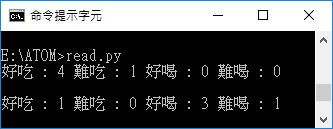 命令提示字元
E:\ATOM>read.py
好吃 : 4 難吃 : 1 好喝 : 0 難喝 : 0
好吃 : 1 難吃 : 0 好喝 : 3 難喝 : 1